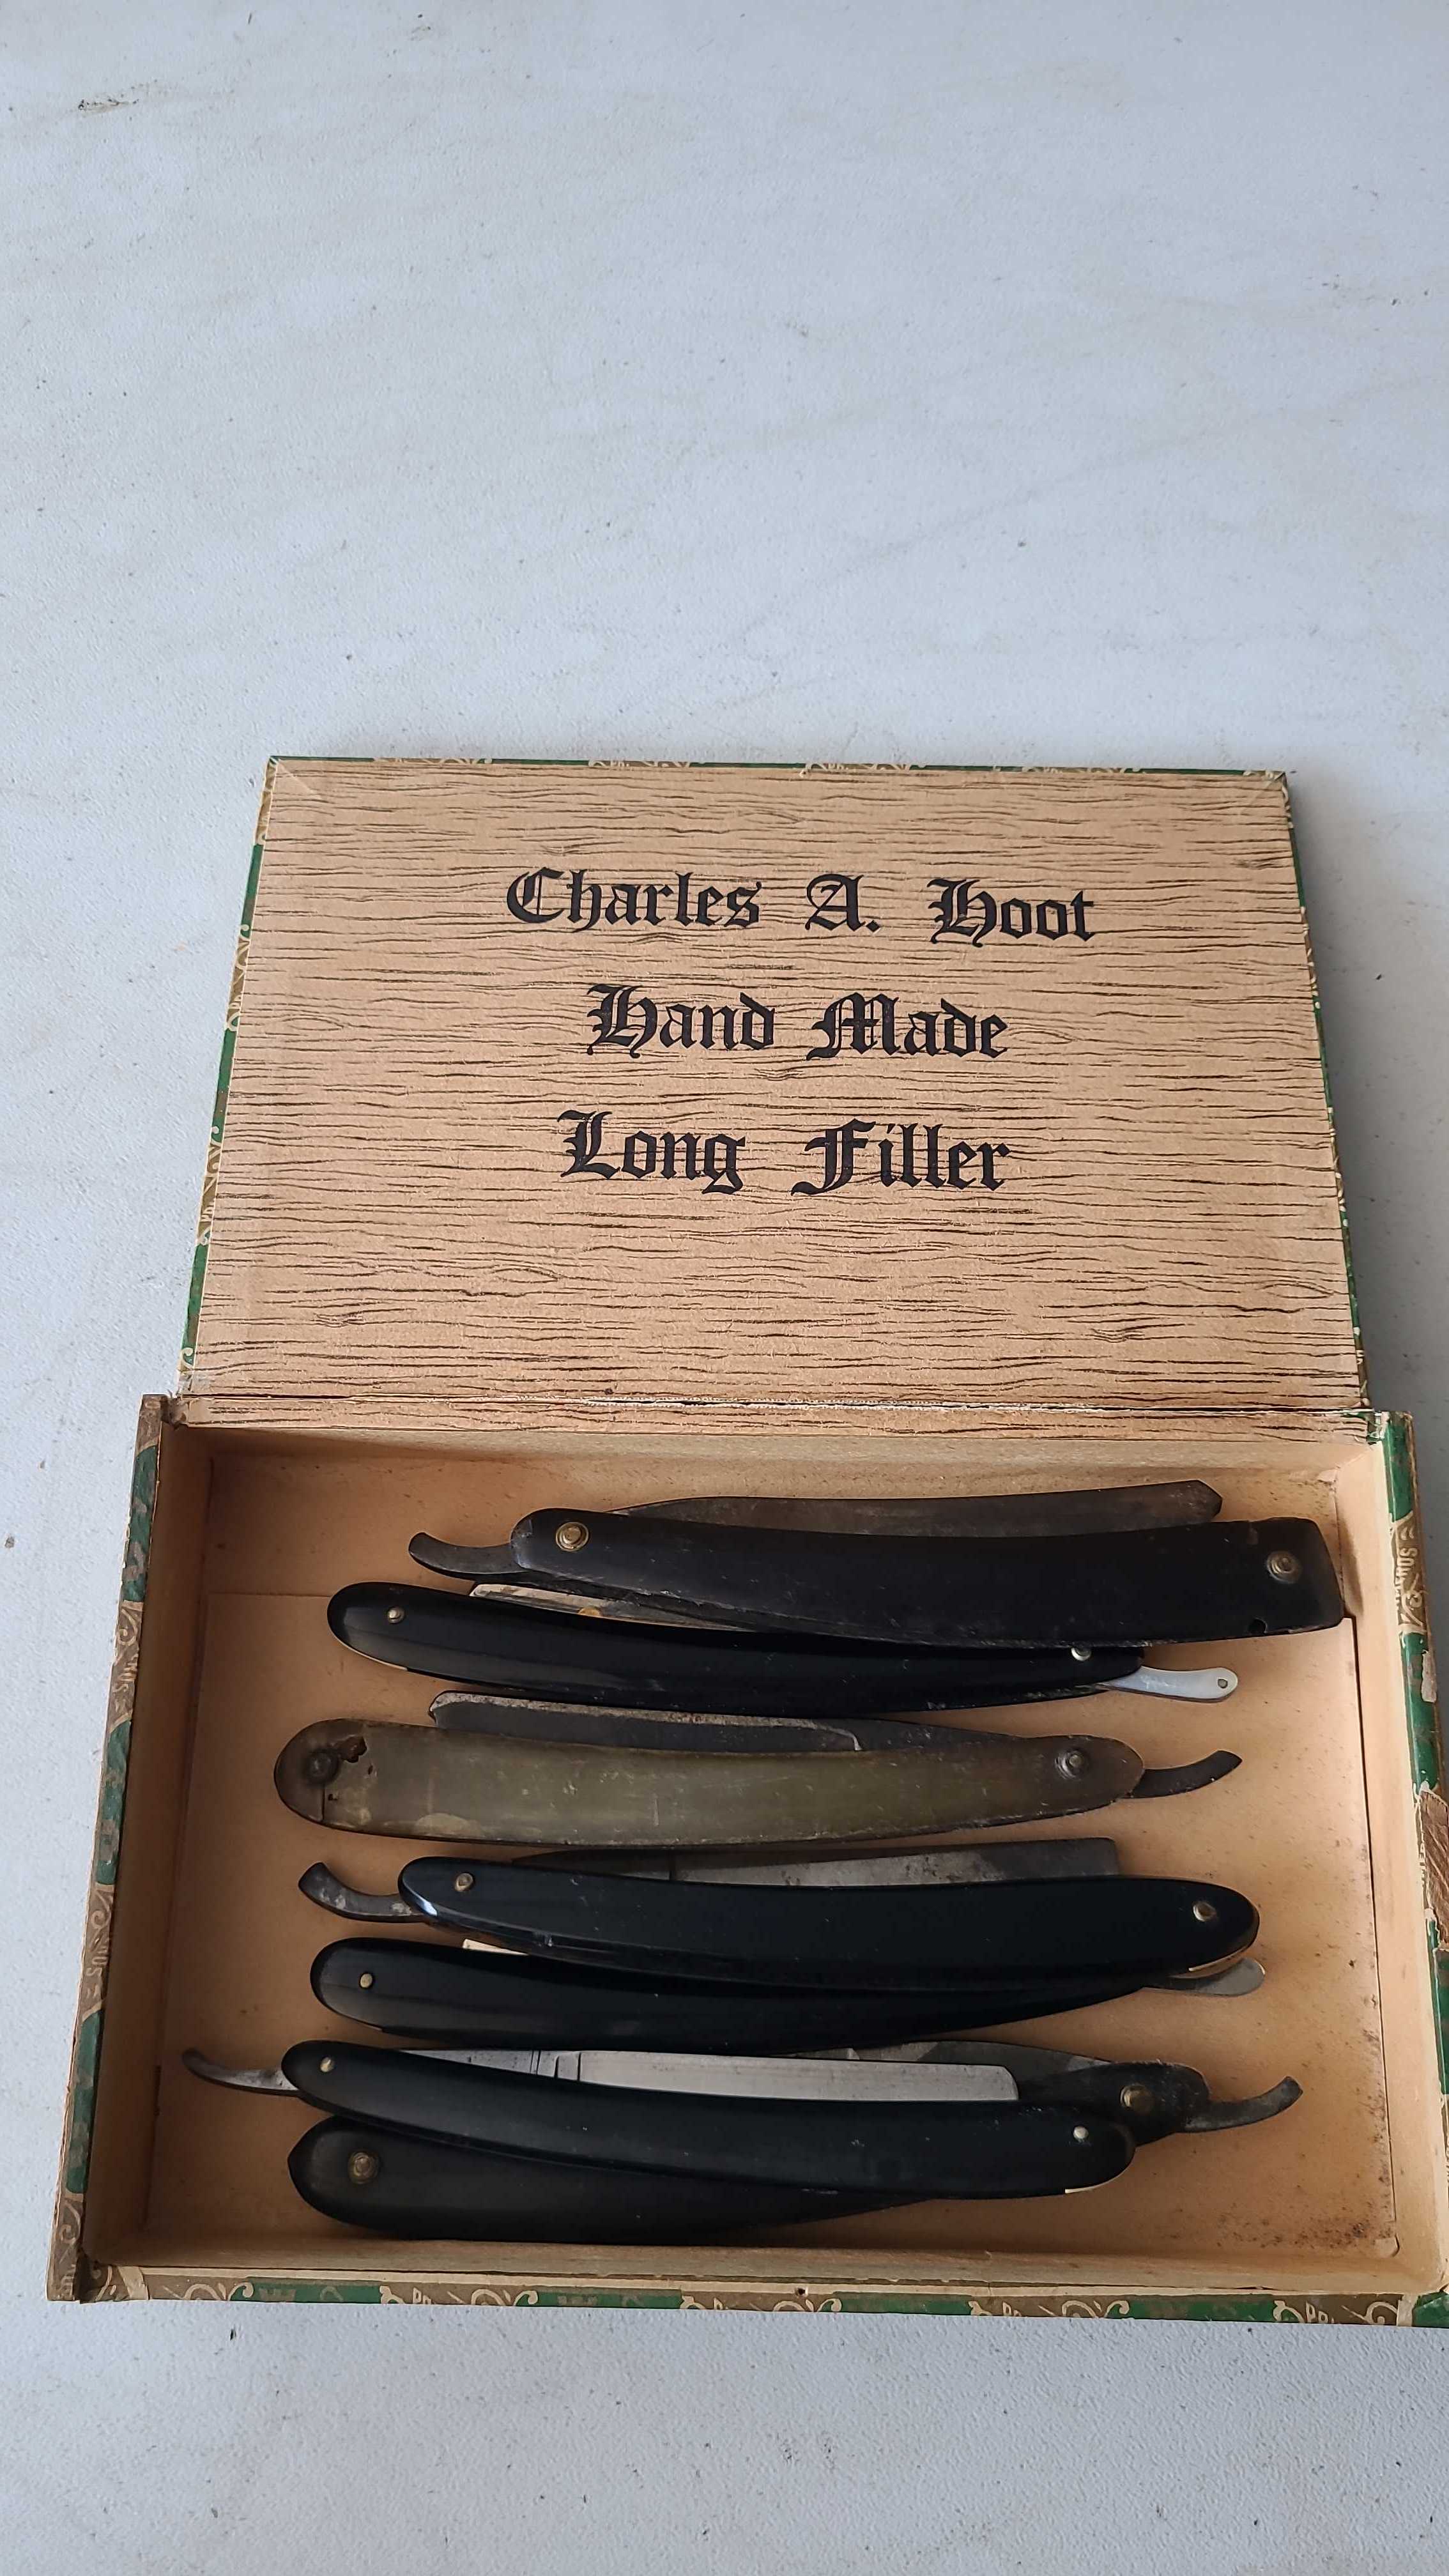 Charles A. Hoot
Hand Made
Long Filler